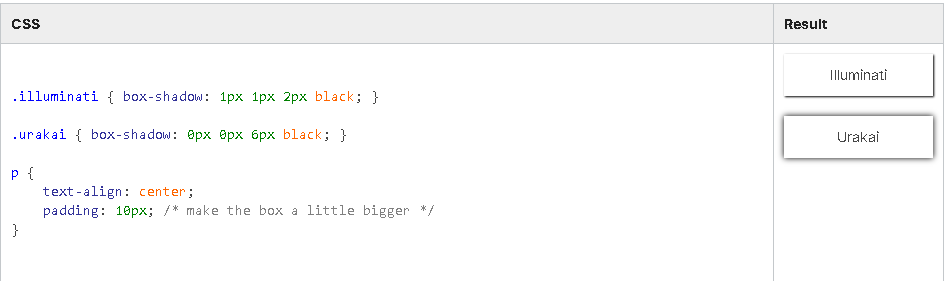 CSS
Result
.illuminati { box-shadow: 1px 1px 2px black; }
.urakai { box-shadow: 0px 0px 6px black; }
p {
    text-align: center;
    padding: 10px; /* make the box a little bigger */
}
Illuminati
Urakai